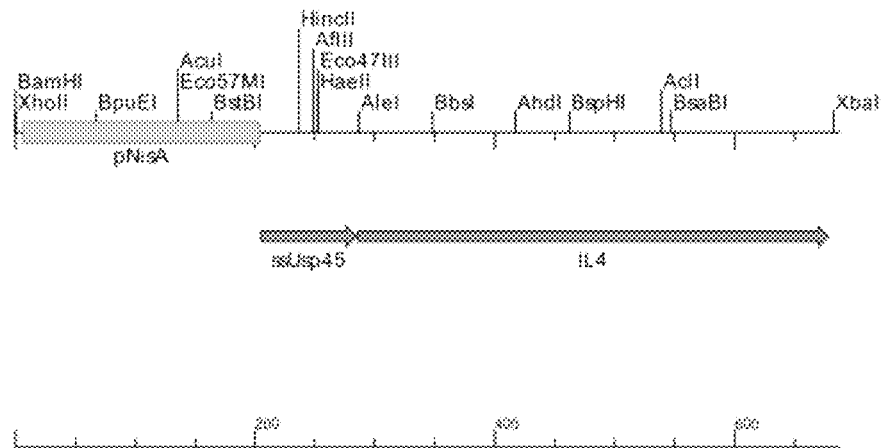 HincII
AflII
AcuI
Eco47III
BamHI
Eco57MI
HaeII
AclI
XhoII
BpuEI
BstBI
AleI
BbsI
AhdI
BspHI
BsaBI
XbaI
pNisA
ssUsp45
IL4
200
400
600